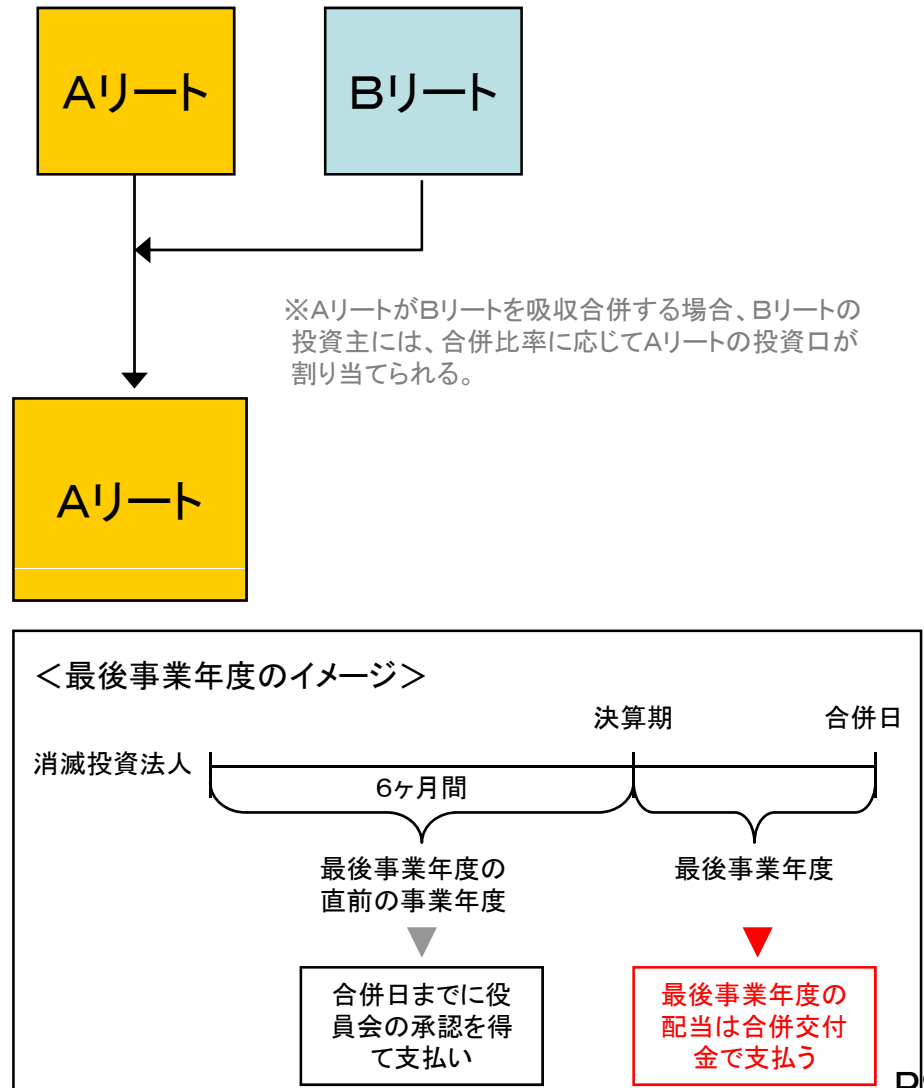 Aリート
Bリート
※AリートがBリートを吸収合併する場合、Bリートの
投資主には、合併比率に応じてAリートの投資口が
割り当てられる。
Aリート
＜最後事業年度のイメージ＞
決算期
合併日
消滅投資法人
6ヶ月間
最後事業年度の
直前の事業年度
最後事業年度
合併日までに役
員会の承認を得
て支払い
最後事業年度の
配当は合併交付
金で支払う